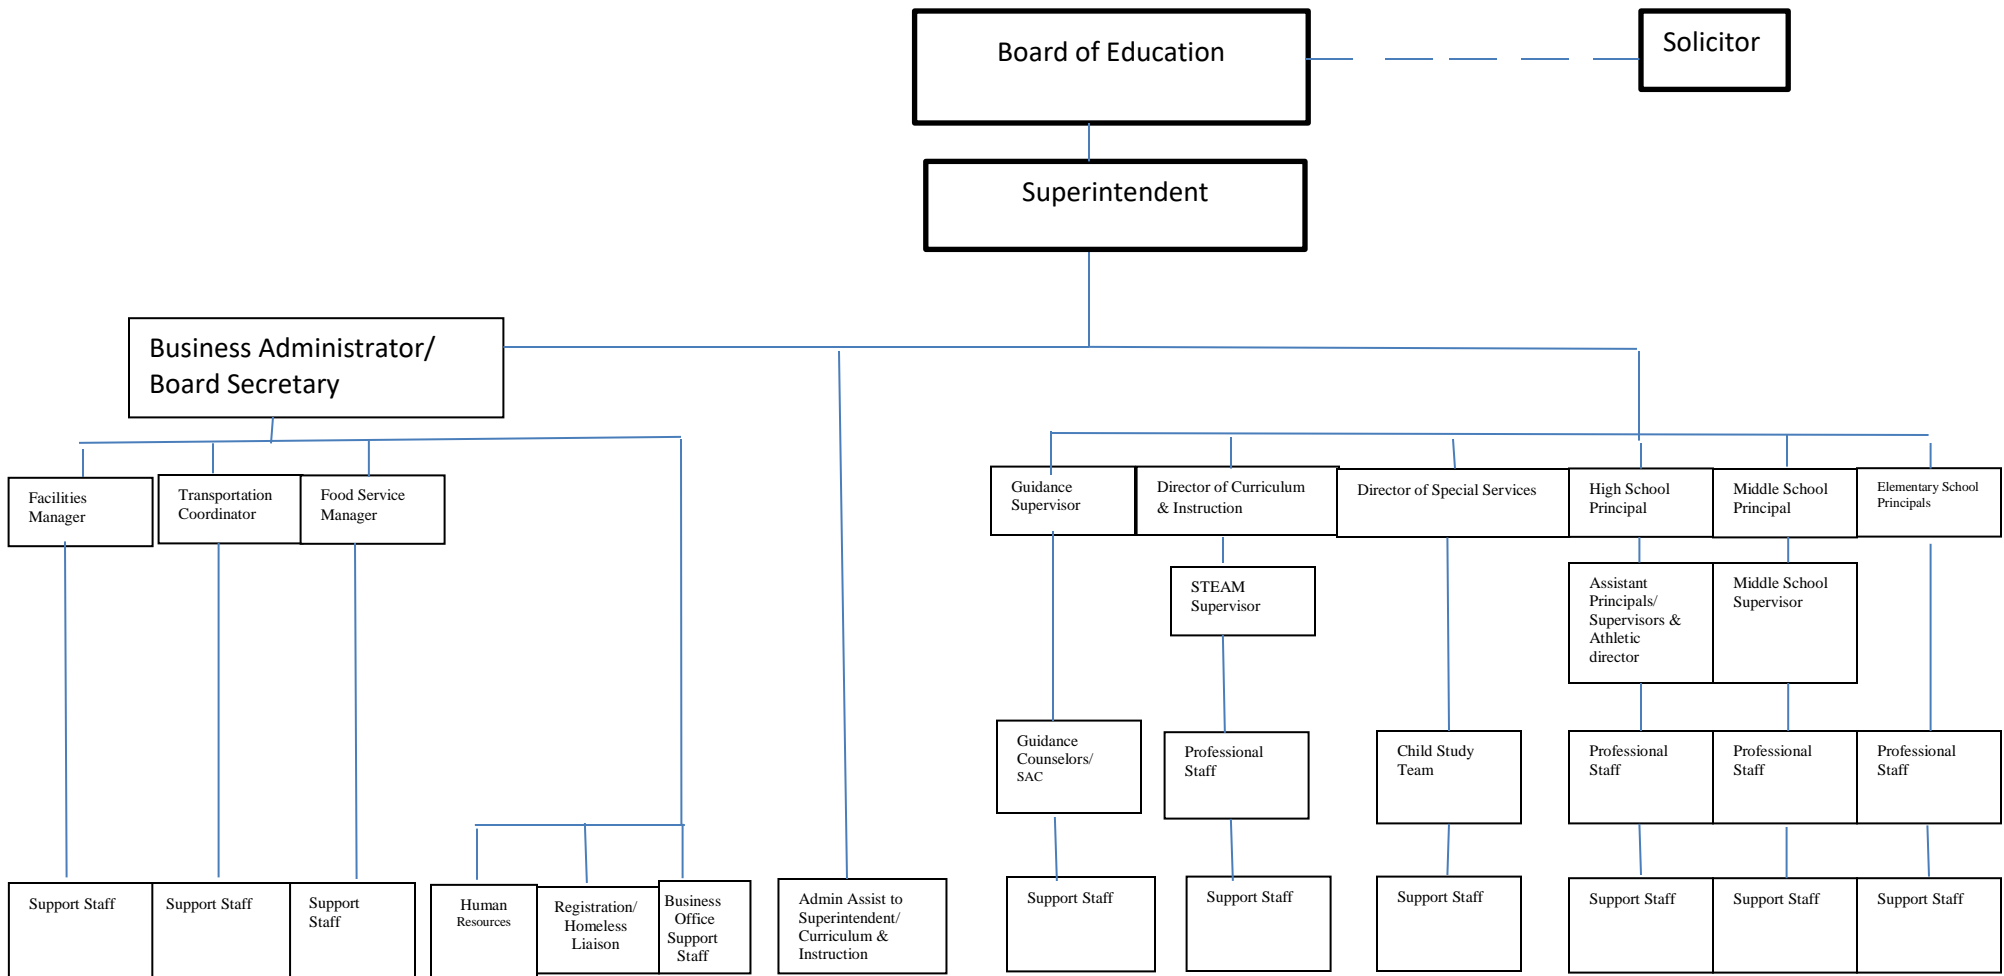 Board of Education
Solicitor
Superintendent
Business Administrator/
Board Secretary
Facilities
Manager
Transportation
Coordinator
Food Service
Manager
Guidance
Supervisor
Director of Curriculum
& Instruction
Director of Special Services
High School
Principal
Middle School
Principal
Elementary School
Principals
STEAM
Supervisor
Assistant
Principals/
Supervisors &
Athletic
director
Middle School
Supervisor
Guidance
Counselors/
SAC
Professional
Staff
Child Study
Team
Professional
Staff
Professional
Staff
Professional
Staff
Support Staff
Support Staff
Support
Staff
Human
Resources
Registration/
Homeless
Liaison
Business
Office
Support
Staff
Admin Assist to
Superintendent/
Curriculum &
Instruction
Support Staff
Support Staff
Support Staff
Support Staff
Support Staff
Support Staff